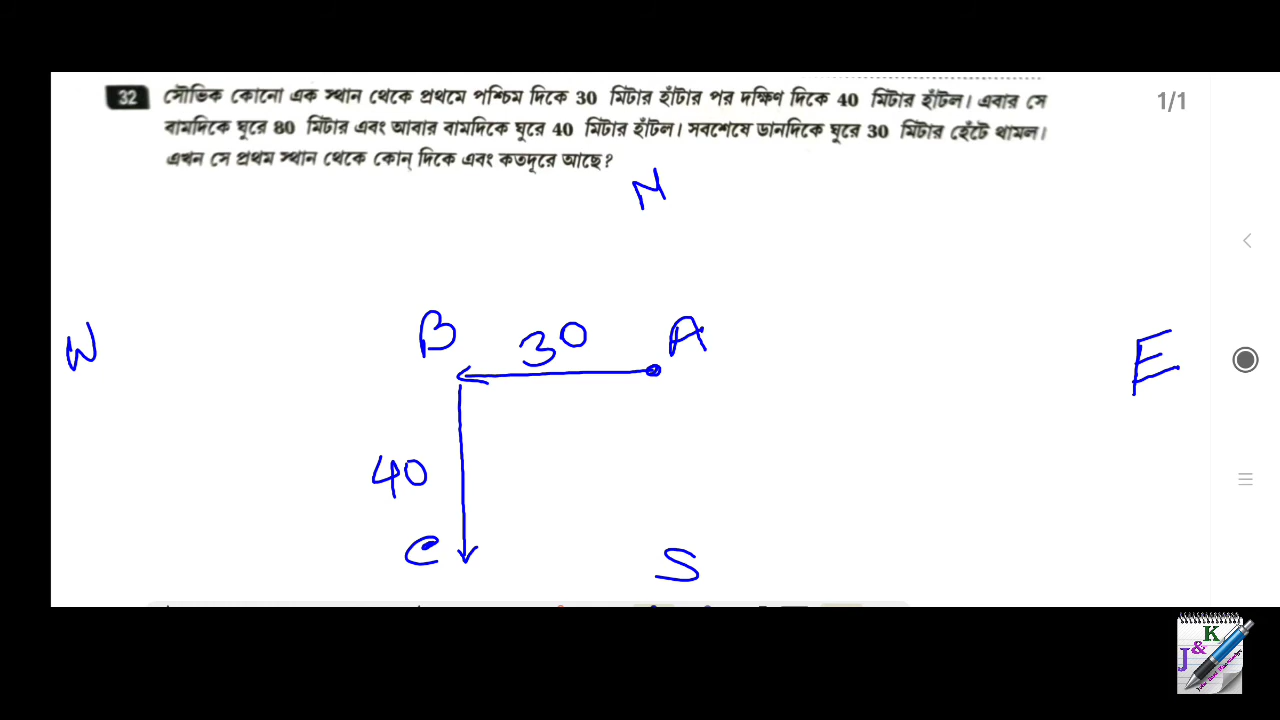 32 সৌভিক কোনো এক স্থান থেকে প্রথমে পশ্চিম দিকে 30 মিটার হাঁটার পর দক্ষিণ দিকে 40 মিটার হাঁটল। এবার সে
1/1
বামদিকে ঘুরে 80 মিটার এবং আবার বামদিকে ঘুরে 40 মিটার হাঁটল। সবশেষে ডানদিকে ঘুরে 30 মিটার হেঁটে থামল।
এখন সে প্রথম স্থান থেকে কোন্ দিকে এবং কতদূরে আছে?
N
W B 30 A E
40
C S
J & K